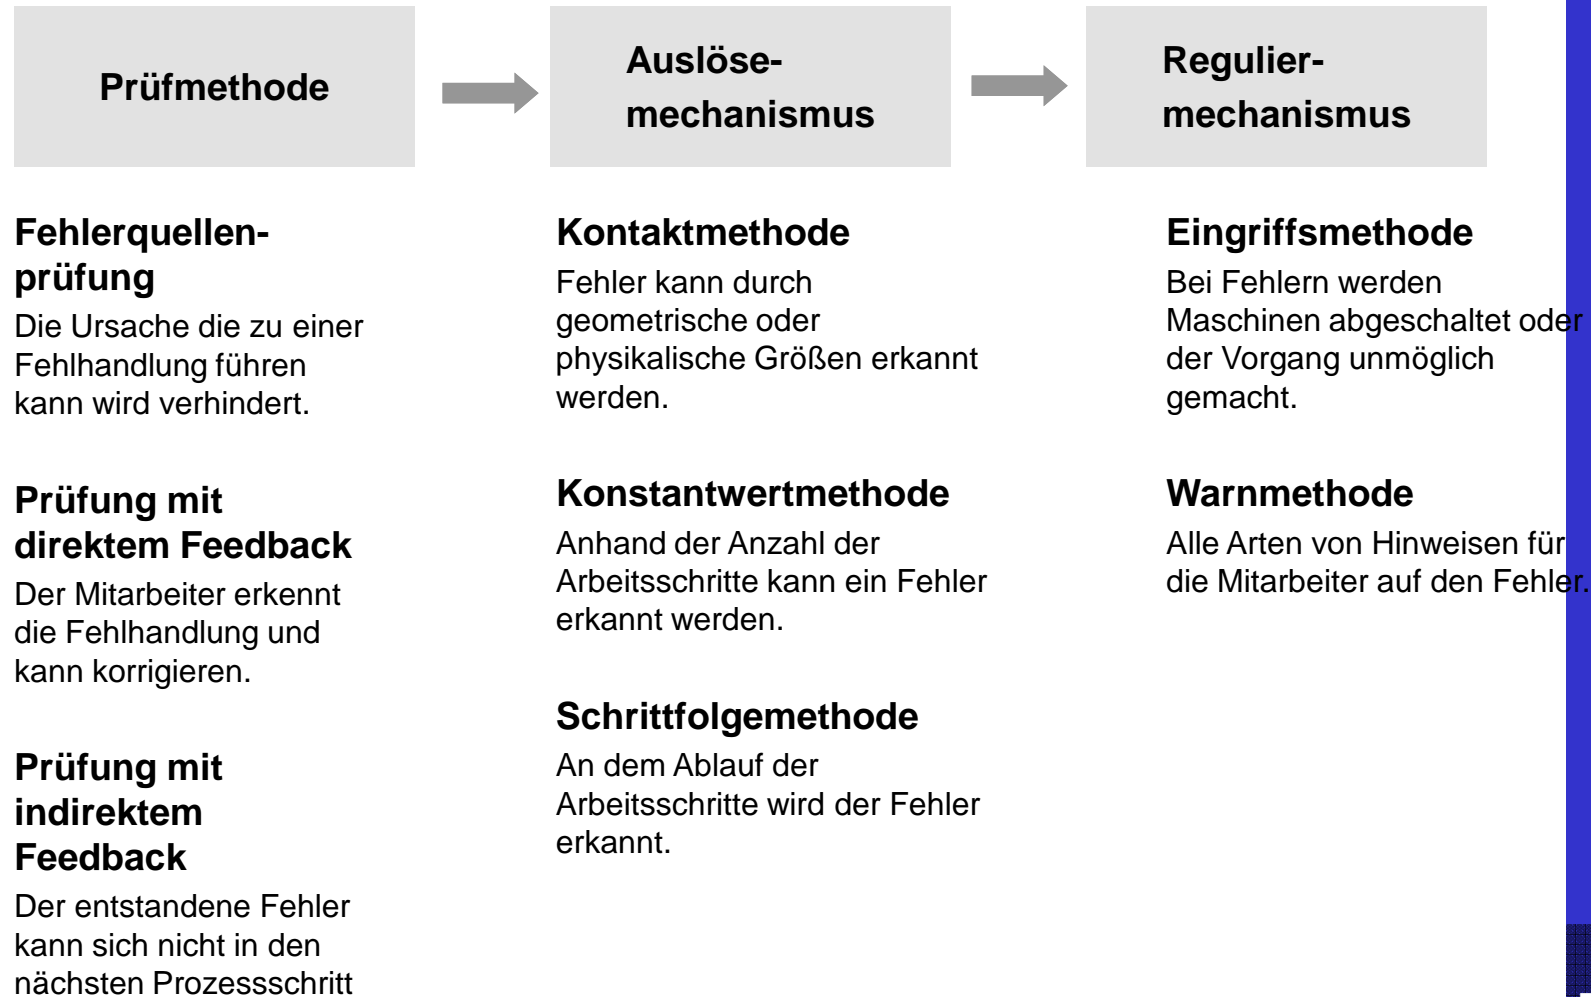 Prüfmethode
Auslöse-
mechanismus
Regulier-
mechanismus
Fehlerquellen-
prüfung
Die Ursache die zu einer
Fehlhandlung führen
kann wird verhindert.
Prüfung mit
direktem Feedback
Der Mitarbeiter erkennt
die Fehlhandlung und
kann korrigieren.
Prüfung mit
indirektem
Feedback
Der entstandene Fehler
kann sich nicht in den
nächsten Prozessschritt
Kontaktmethode
Fehler kann durch
geometrische oder
physikalische Größen erkannt
werden.
Konstantwertmethode
Anhand der Anzahl der
Arbeitsschritte kann ein Fehler
erkannt werden.
Schrittfolgemethode
An dem Ablauf der
Arbeitsschritte wird der Fehler
erkannt.
Eingriffsmethode
Bei Fehlern werden
Maschinen abgeschaltet oder
der Vorgang unmöglich
gemacht.
Warnmethode
Alle Arten von Hinweisen für
die Mitarbeiter auf den Fehler.